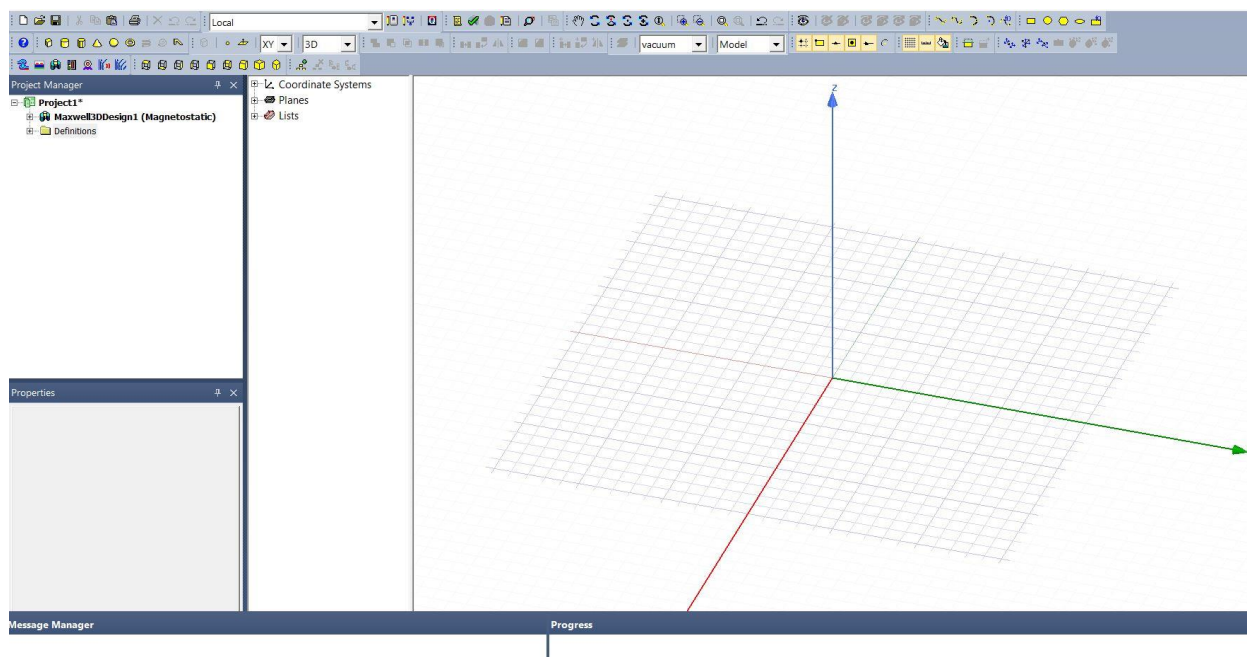 Local
XY
3D
vacuum
Model
Project Manager
Project1*
Maxwell3DDesign1 (Magnetostatic)
Definitions
Coordinate Systems
Planes
Lists
Z
Properties
Message Manager
Progress